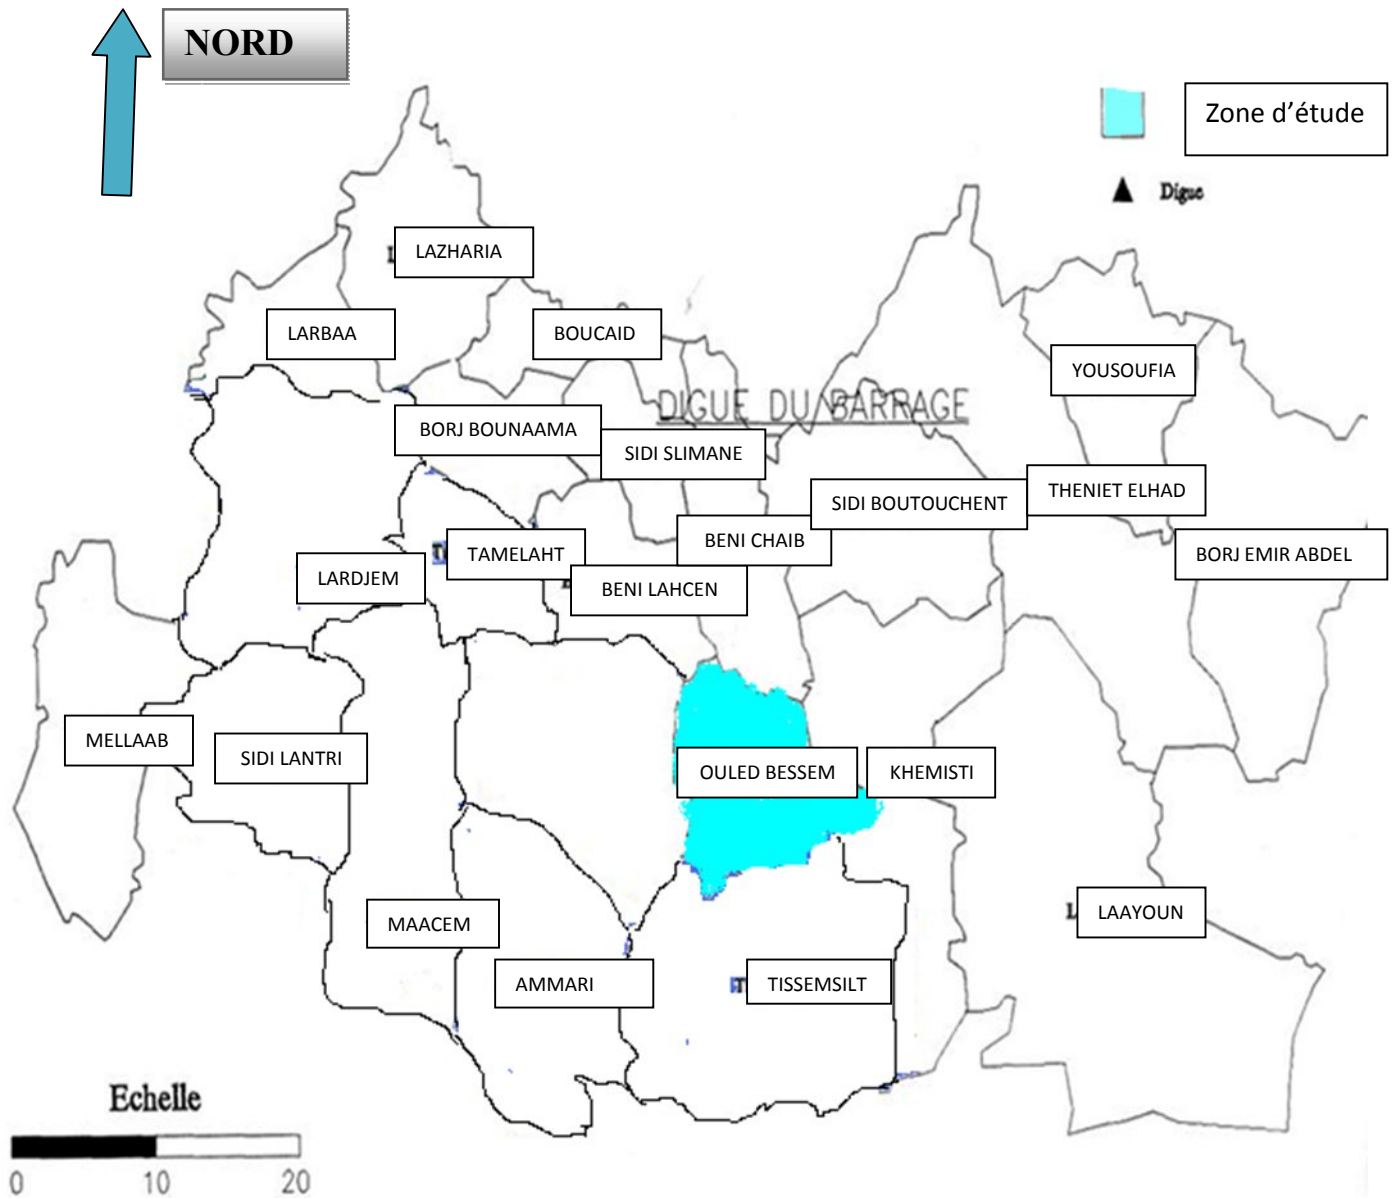 NORD
Zone d'étude
Digue
LAZHARIA
LARBAA
BOUCAID
YOUSOUFIA
DIGUE DU BARRAGE
BORJ BOUNAAMA
SIDI SLIMANE
SIDI BOUTOUCHENT
THENIET ELHAD
BENI CHAIB
TAMELAHT
BORJ EMIR ABDEL
LARDJEM
BENI LAHCEN
MELLAAB
SIDI LANTRI
OULED BESSEM
KHEMISTI
MAACEM
LAAYOUN
AMMARI
TISSEMSILT
Echelle
0 10 20